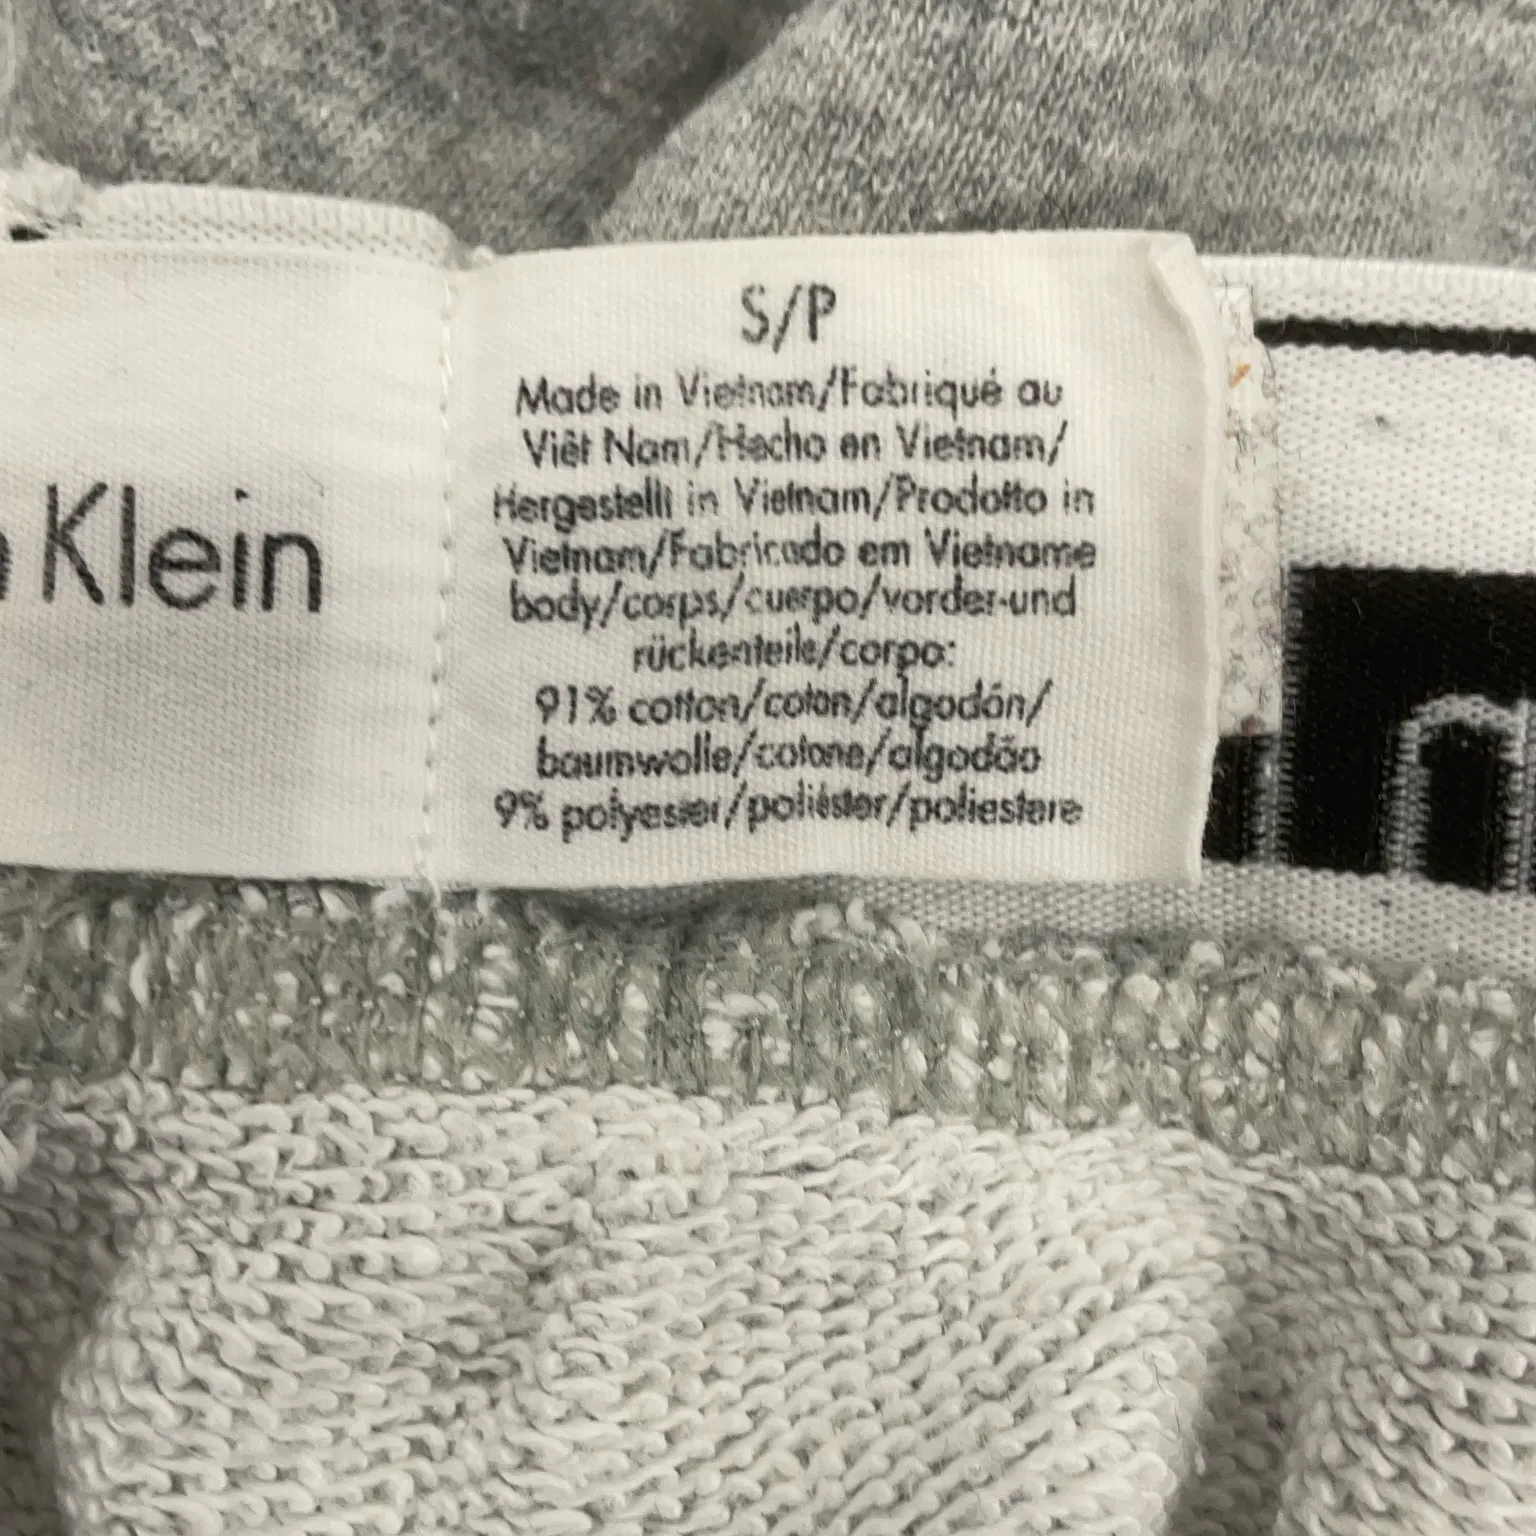 Klein
S/P
Made in Vietnam/Fabriqué au
Viêt Nam/Hecho en Vietnam/
Hergestellt in Vietnam/Prodotto in
Vietnam/Fabricado em Vietname
body/corps/cuerpo/vorder-und
rückenteile/corpo:
91% cotton/coton/algodón/
baumwolle/cotone/algodão
9% polyester/poliéster/poliestere